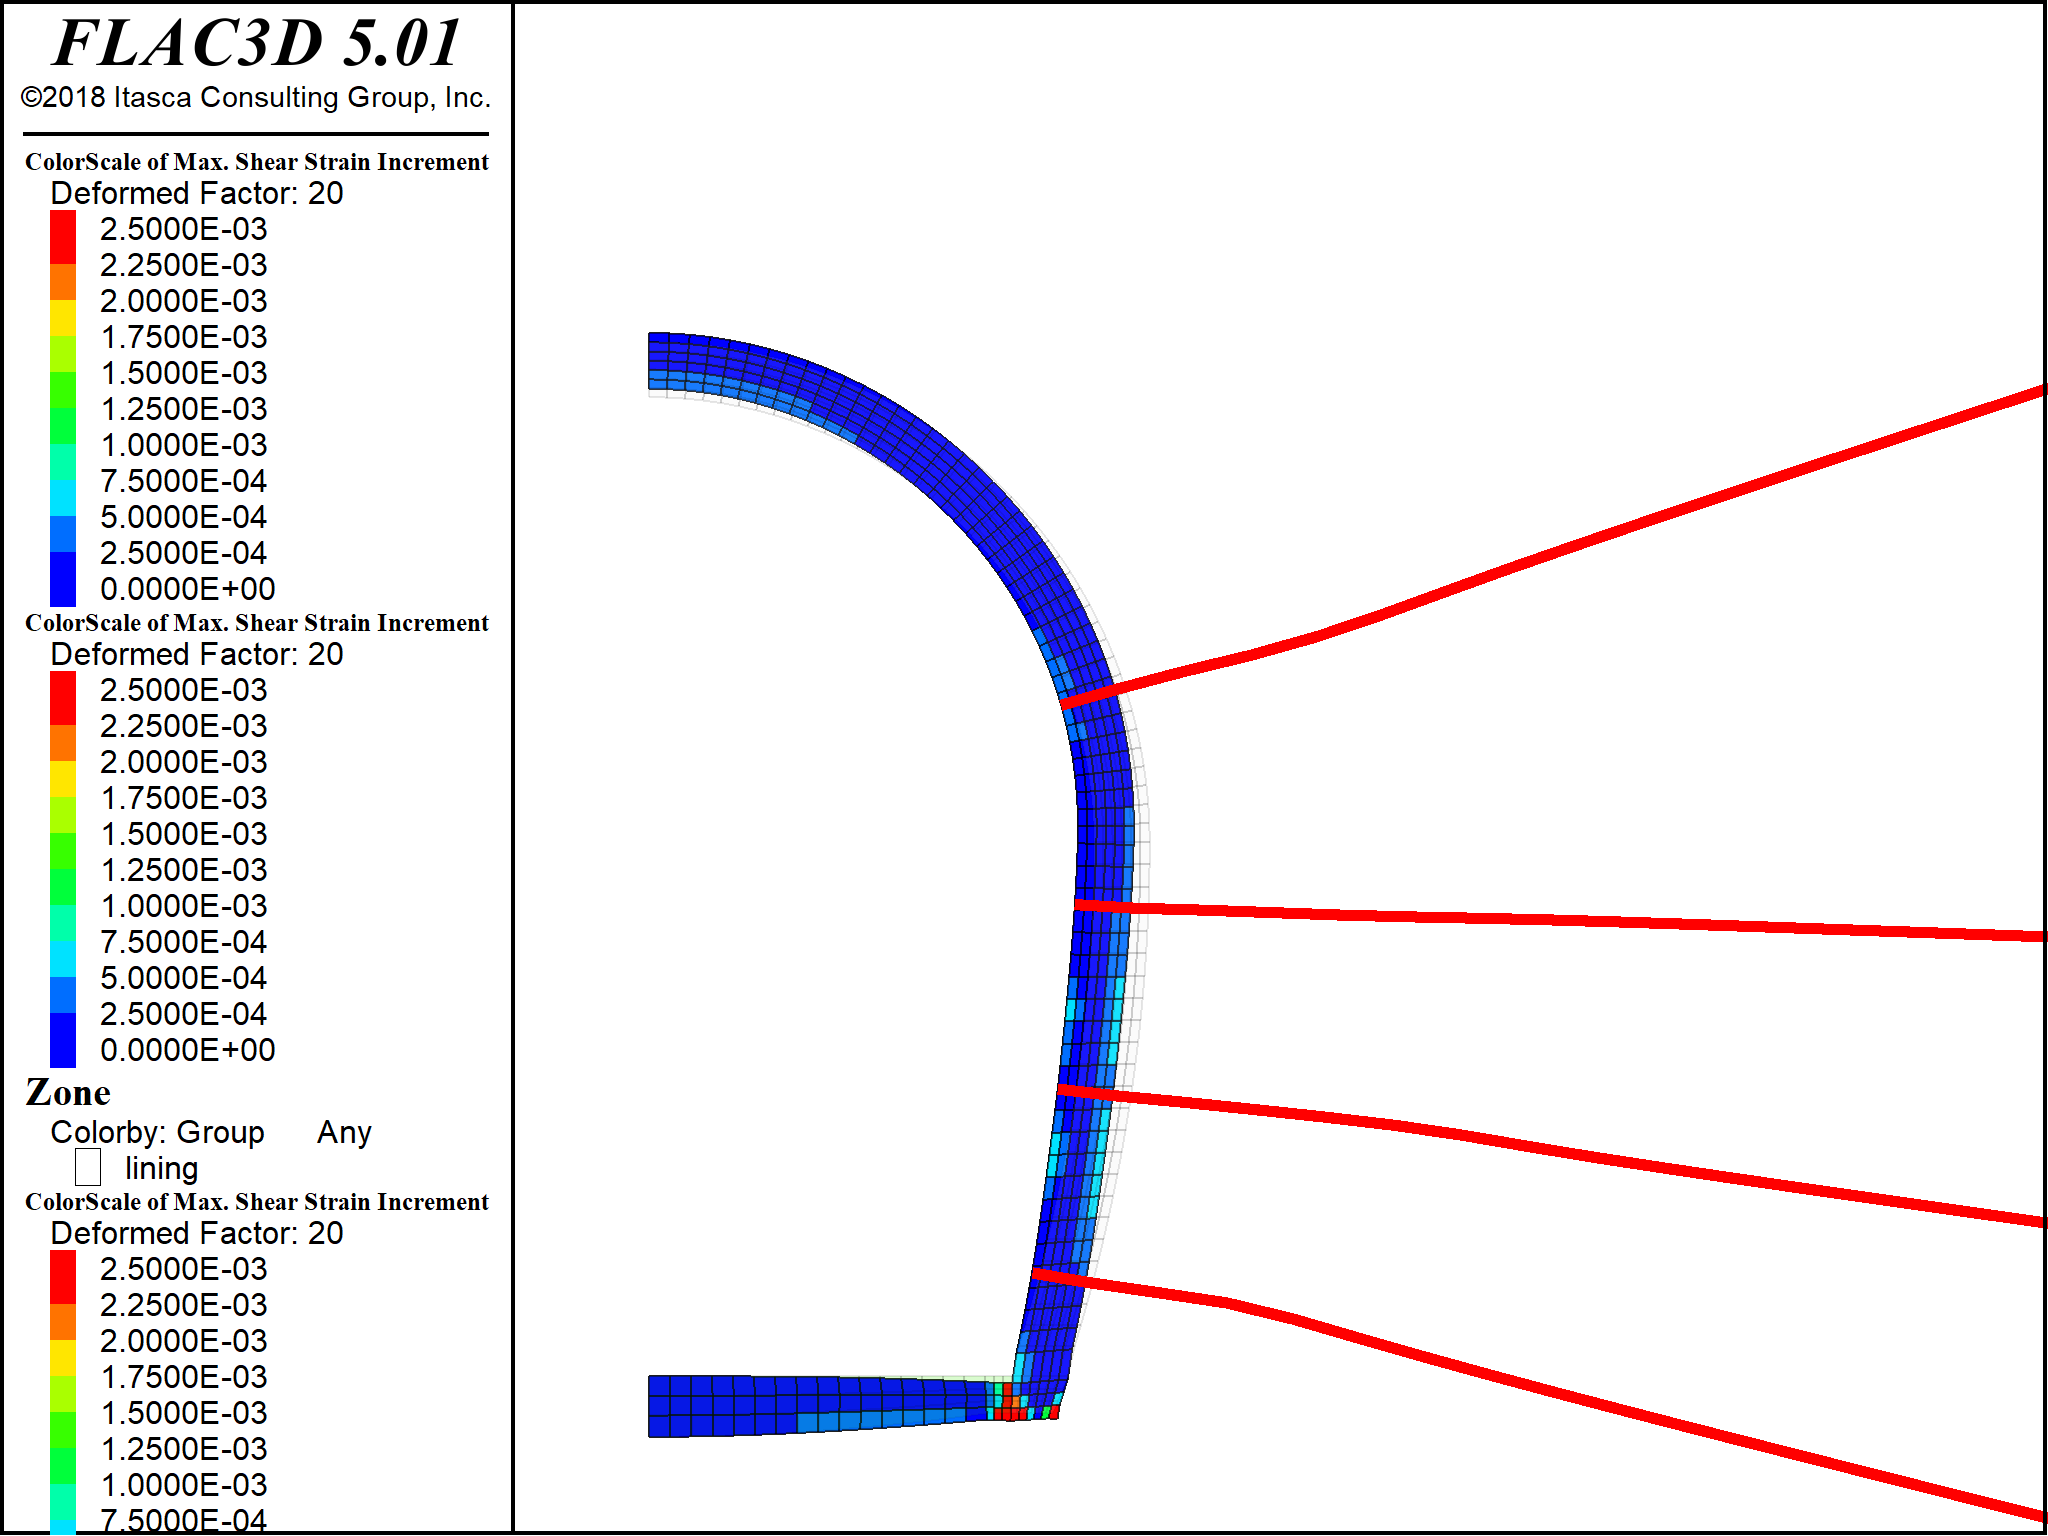 FLAC3D 5.01
©2018 Itasca Consulting Group, Inc.
ColorScale of Max. Shear Strain Increment
Deformed Factor: 20
2.5000E-03
2.2500E-03
2.0000E-03
1.7500E-03
1.5000E-03
1.2500E-03
1.0000E-03
7.5000E-04
5.0000E-04
2.5000E-04
0.0000E+00
ColorScale of Max. Shear Strain Increment
Deformed Factor: 20
2.5000E-03
2.2500E-03
2.0000E-03
1.7500E-03
1.5000E-03
1.2500E-03
1.0000E-03
7.5000E-04
5.0000E-04
2.5000E-04
0.0000E+00
Zone
Colorby: Group Any
lining
ColorScale of Max. Shear Strain Increment
Deformed Factor: 20
2.5000E-03
2.2500E-03
2.0000E-03
1.7500E-03
1.5000E-03
1.2500E-03
1.0000E-03
7.5000E-04